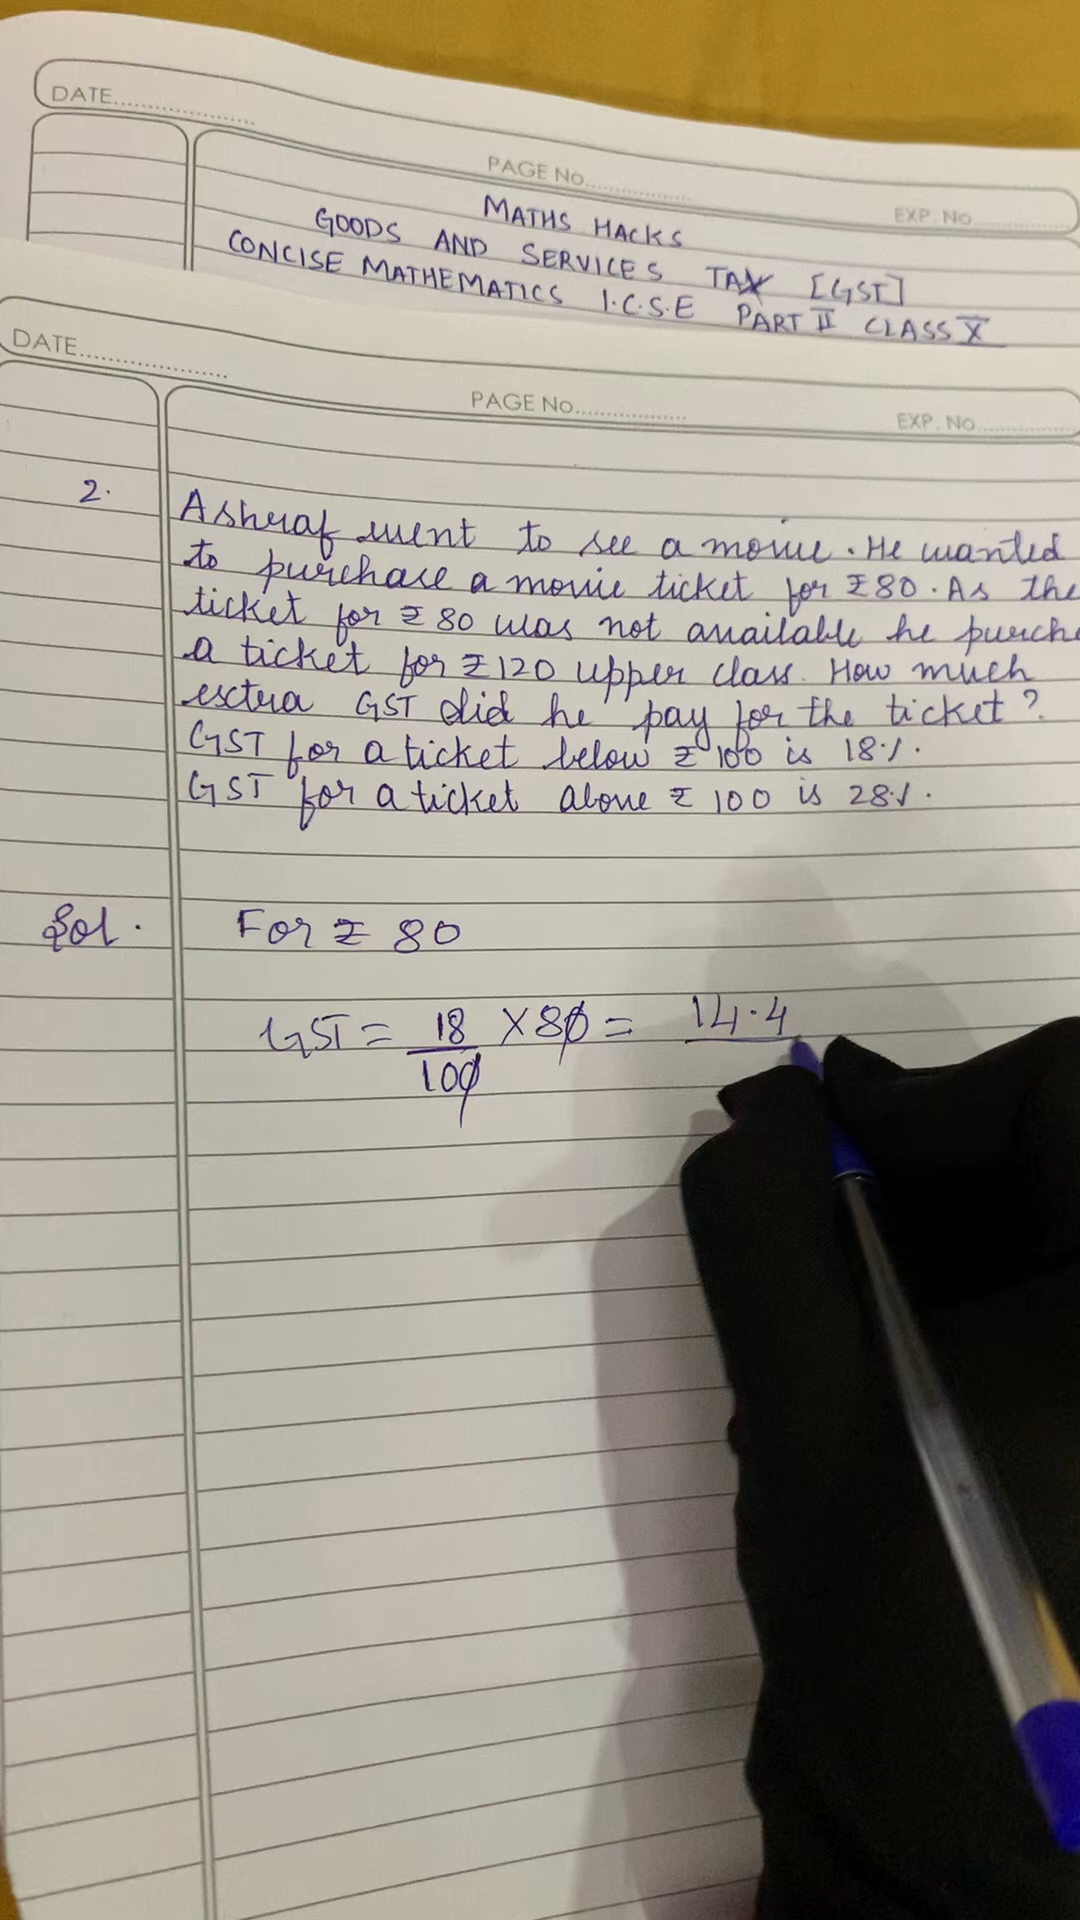 DATE
PAGE No.
EXP. No.
MATHS HACKS
GOODS AND SERVICES TAX [GST]
CONCISE MATHEMATICS I.C.S.E PART II CLASS X
DATE
PAGE No.
EXP. No.
2. Ashraf went to see a movie. He wanted
to purchase a movie ticket for ₹80. As the
ticket for ₹80 was not available he purch
a ticket for ₹120 upper class. How much
extra GST did he pay for the ticket?
GST for a ticket below ₹100 is 18%.
GST for a ticket above ₹100 is 28%.
Sol. For ₹80
GST = 18/100 × 80 = 14.4